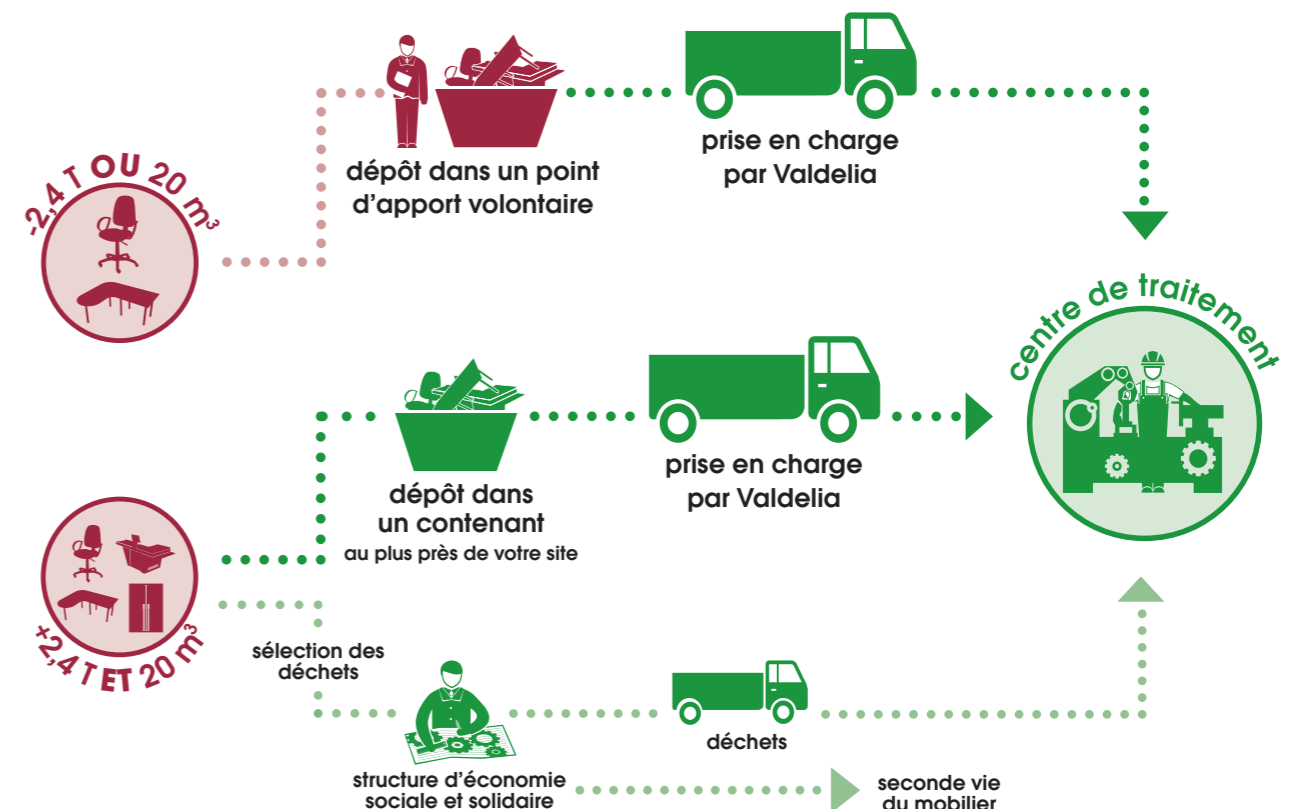 -2,4 T OU 20 m³
dépôt dans un point
d'apport volontaire
prise en charge
par Valdelia
centre de traitement
dépôt dans
un contenant
au plus près de votre site
prise en charge
par Valdelia
+2,4 T ET 20 m³
sélection des
déchets
structure d'économie
sociale et solidaire
déchets
seconde vie
du mobilier